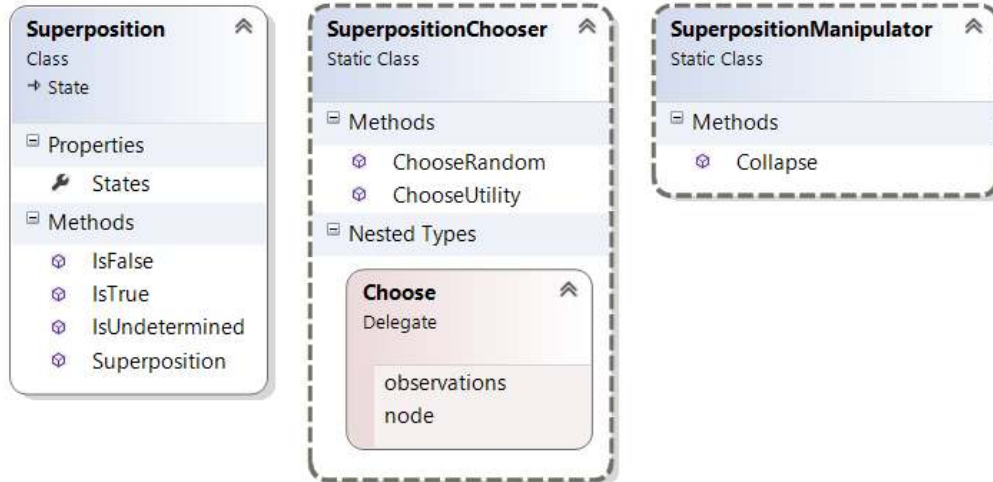 Superposition
Class
State
Properties
States
Methods
IsFalse
IsTrue
IsUndetermined
Superposition
SuperpositionChooser
Static Class
Methods
ChooseRandom
ChooseUtility
Nested Types
Choose
Delegate
observations
node
SuperpositionManipulator
Static Class
Methods
Collapse